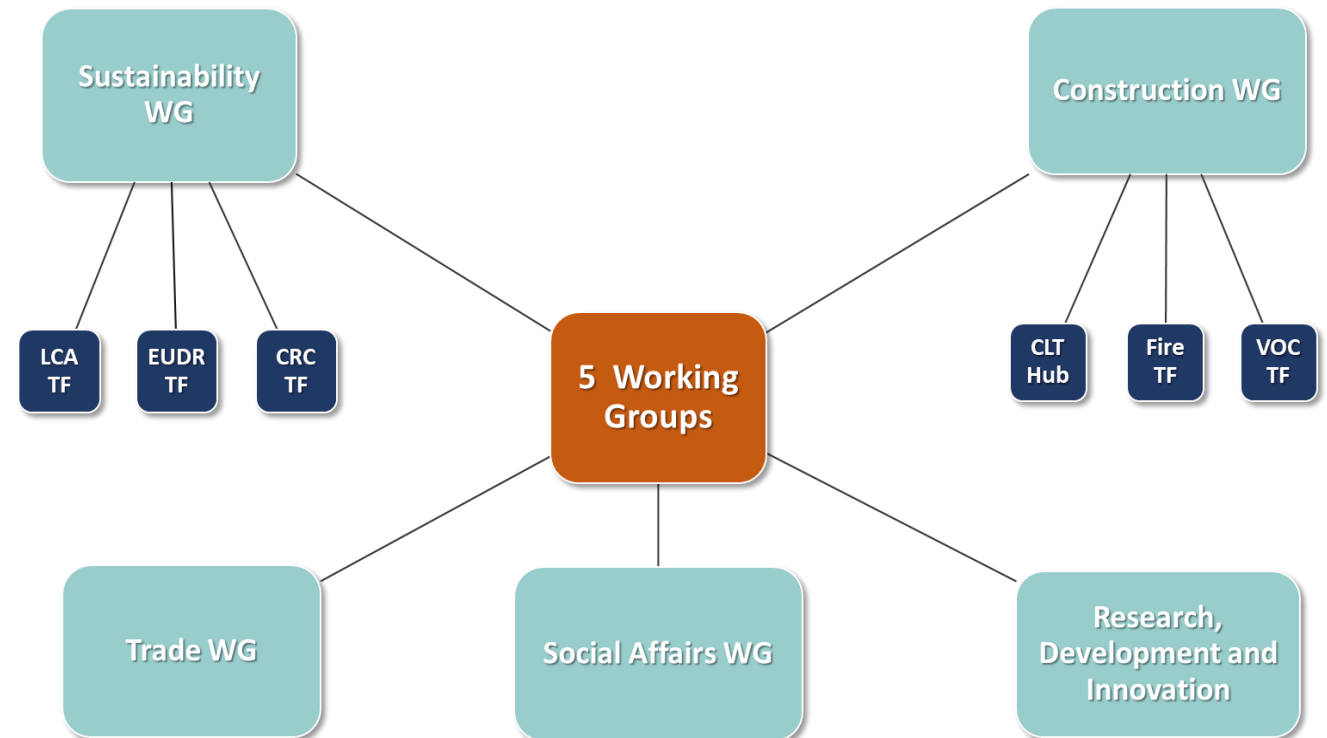 Sustainability
WG
Construction WG
LCA
TF
EUDR
TF
CRC
TF
CLT
Hub
Fire
TF
VOC
TF
5 Working
Groups
Trade WG
Social Affairs WG
Research,
Development and
Innovation